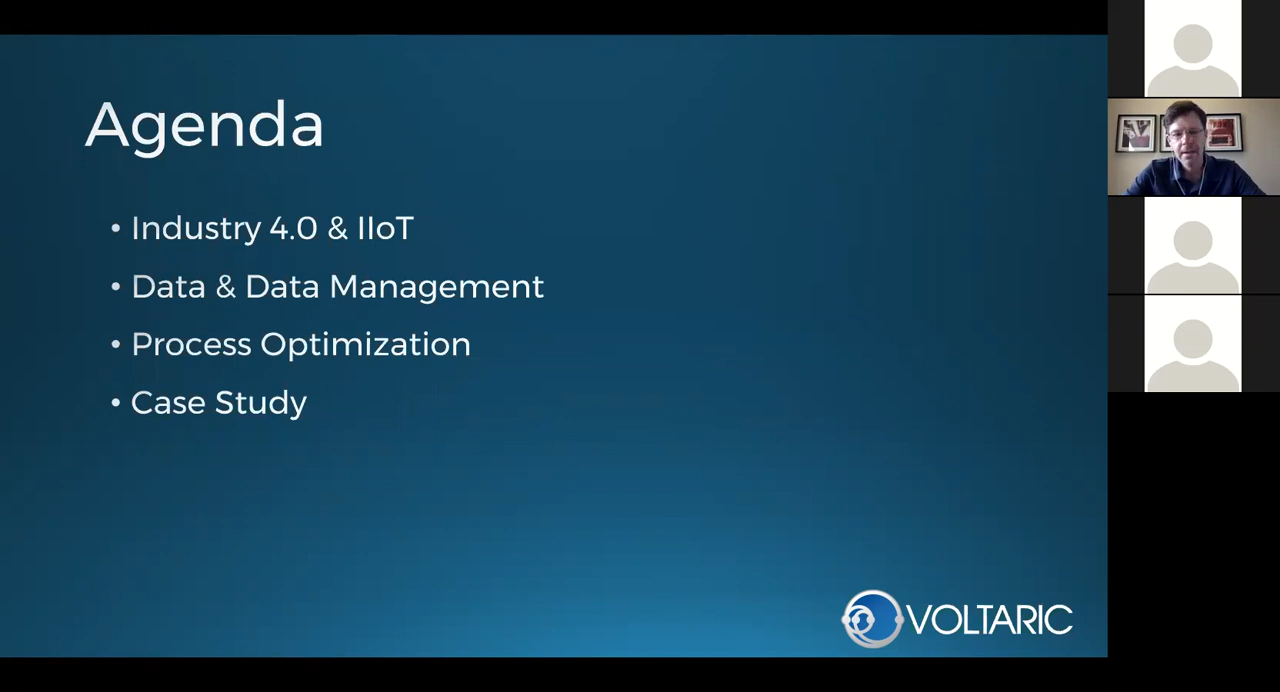 Agenda
• Industry 4.0 & IIoT
• Data & Data Management
• Process Optimization
• Case Study
VOLTARIC